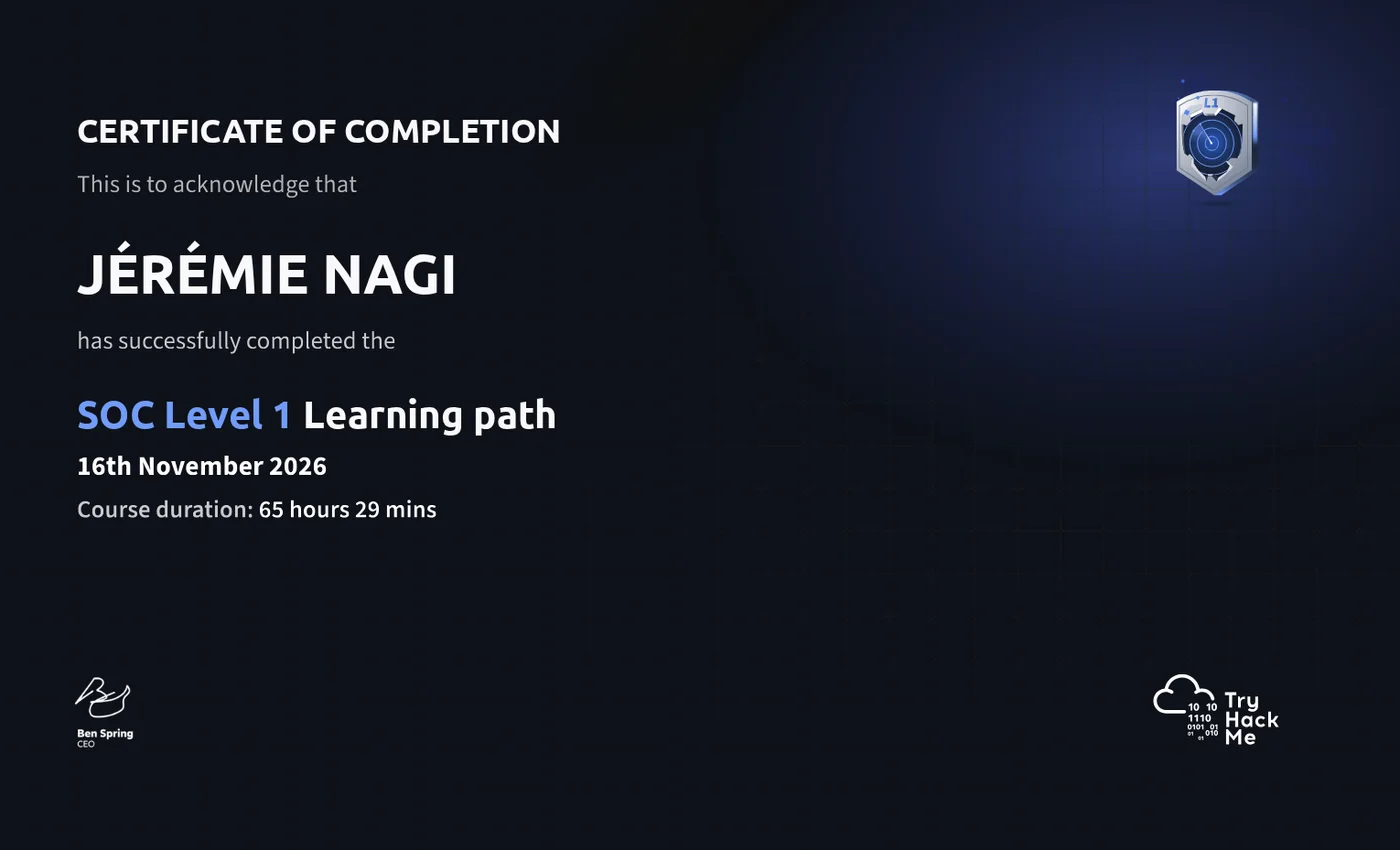 L1
CERTIFICATE OF COMPLETION
This is to acknowledge that
JÉRÉMIE NAGI
has successfully completed the
SOC Level 1 Learning path
16th November 2026
Course duration: 65 hours 29 mins
Ben Spring
CEO
10 10
1110
0101 01
01 010
01
Try
Hack
Me